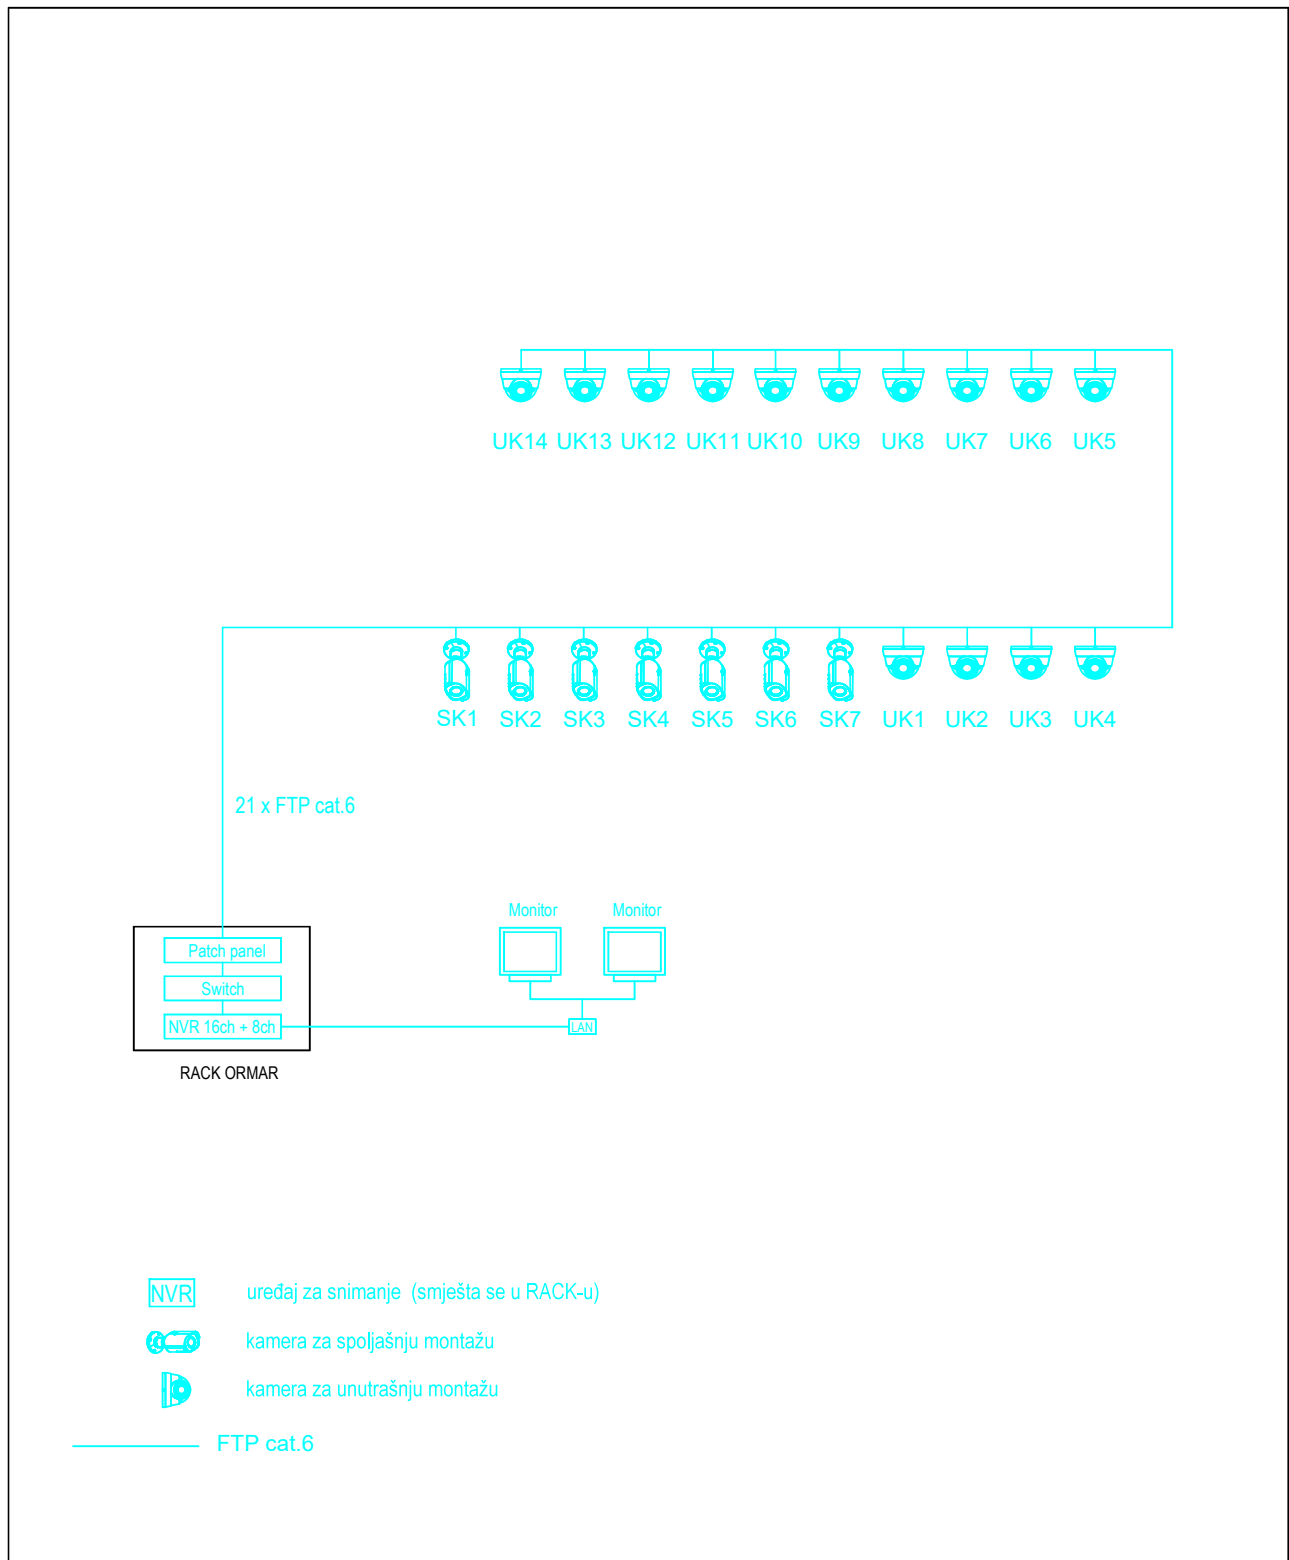 UK14 UK13 UK12 UK11 UK10 UK9 UK8 UK7 UK6 UK5
SK1 SK2 SK3 SK4 SK5 SK6 SK7 UK1 UK2 UK3 UK4
21 x FTP cat.6
Monitor Monitor
Patch panel
Switch
NVR 16ch + 8ch
LAN
RACK ORMAR
NVR uređaj za snimanje (smješta se u RACK-u)
kamera za spoljašnju montažu
kamera za unutrašnju montažu
FTP cat.6